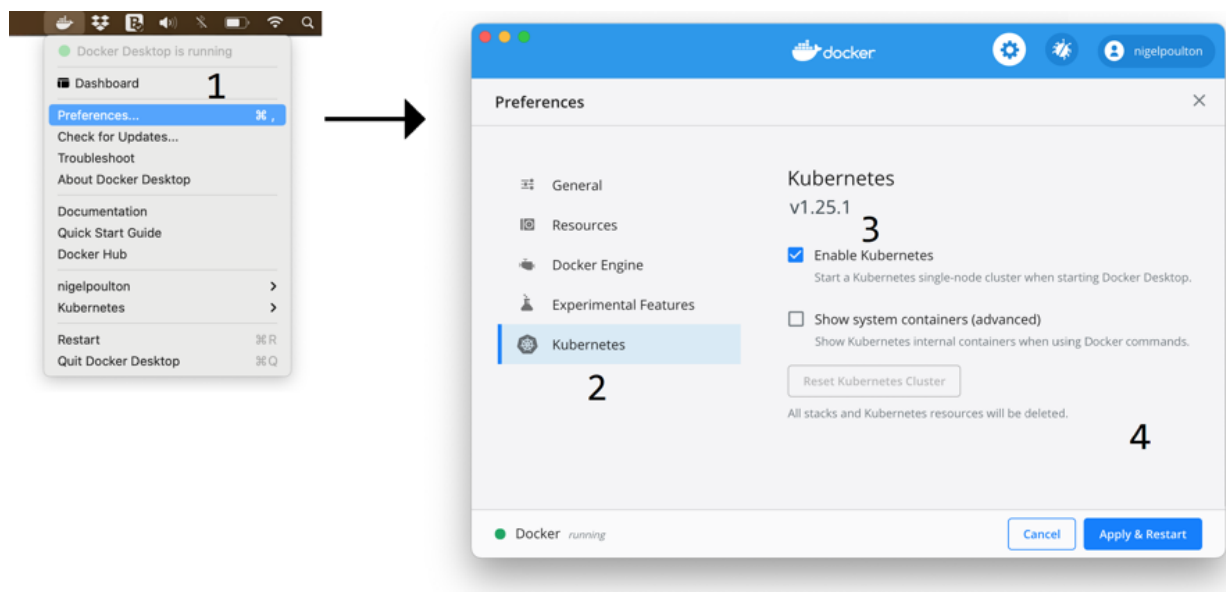 Docker Desktop is running
Dashboard
1
Preferences... ⌘ ,
Check for Updates...
Troubleshoot
About Docker Desktop
Documentation
Quick Start Guide
Docker Hub
nigelpoulton
Kubernetes
Restart ⌘R
Quit Docker Desktop ⌘Q
docker
nigelpoulton
Preferences
General
Resources
Docker Engine
Experimental Features
Kubernetes
2
Kubernetes
v1.25.1
3
Enable Kubernetes
Start a Kubernetes single-node cluster when starting Docker Desktop.
Show system containers (advanced)
Show Kubernetes internal containers when using Docker commands.
Reset Kubernetes Cluster
All stacks and Kubernetes resources will be deleted.
4
Docker running
Cancel
Apply & Restart